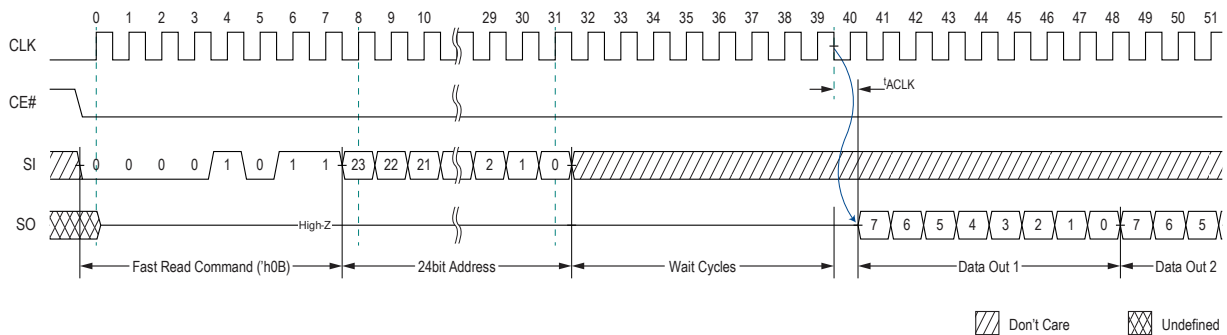 0 1 2 3 4 5 6 7 8 9 10 29 30 31 32 33 34 35 36 37 38 39 40 41 42 43 44 45 46 47 48 49 50 51
CLK
CE#
tACLK
SI 0 0 0 0 1 0 1 1 23 22 21 2 1 0
SO High-Z 7 6 5 4 3 2 1 0 7 6 5
Fast Read Command ('h0B) 24bit Address Wait Cycles Data Out 1 Data Out 2
Don't Care Undefined